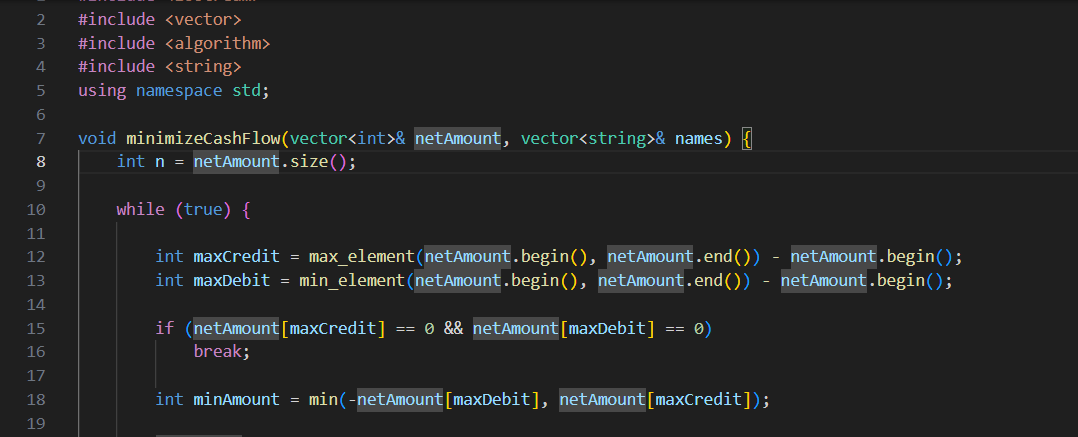 2 #include <vector>
3 #include <algorithm>
4 #include <string>
5 using namespace std;
6
7 void minimizeCashFlow(vector<int>& netAmount, vector<string>& names) {
8     int n = netAmount.size();
9
10     while (true) {
11
12         int maxCredit = max_element(netAmount.begin(), netAmount.end()) - netAmount.begin();
13         int maxDebit = min_element(netAmount.begin(), netAmount.end()) - netAmount.begin();
14
15         if (netAmount[maxCredit] == 0 && netAmount[maxDebit] == 0)
16             break;
17
18         int minAmount = min(-netAmount[maxDebit], netAmount[maxCredit]);
19